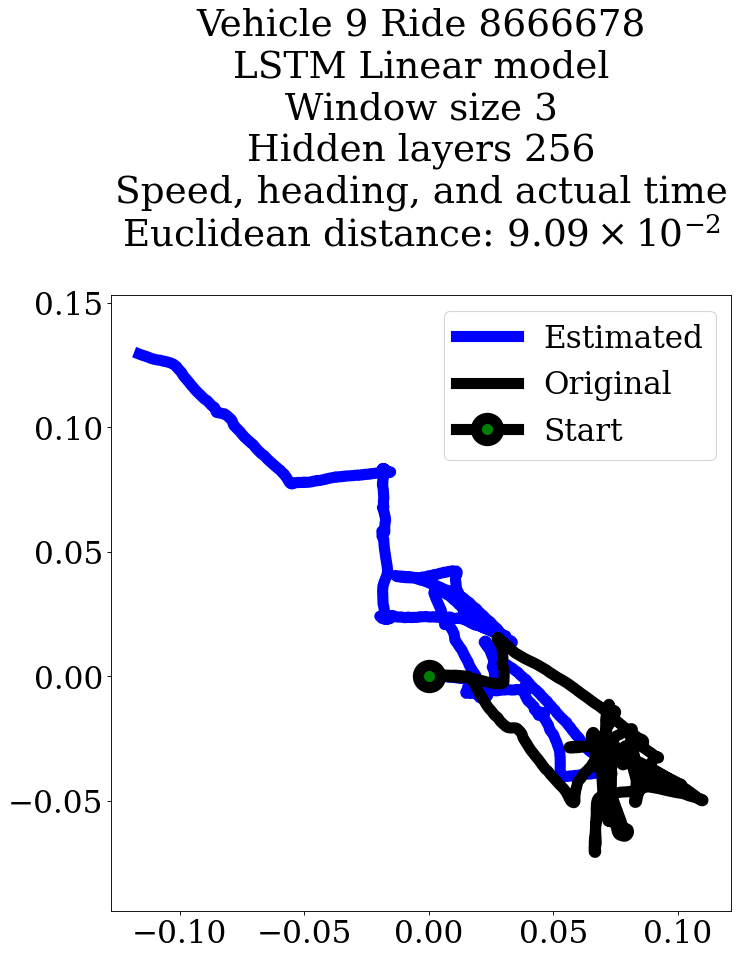 Vehicle 9 Ride 8666678
LSTM Linear model
Window size 3
Hidden layers 256
Speed, heading, and actual time
Euclidean distance: 9.09 × 10⁻²
Estimated
Original
Start
0.15
0.10
0.05
0.00
−0.05
−0.10
−0.05
0.00
0.05
0.10